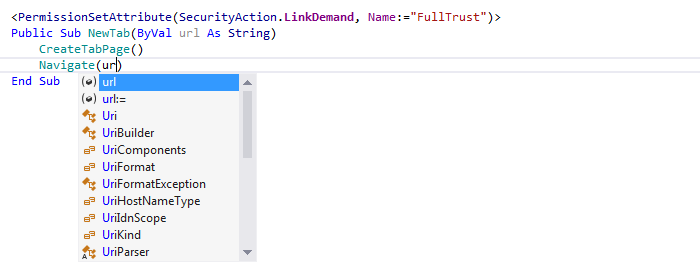 <PermissionSetAttribute(SecurityAction.LinkDemand, Name:="FullTrust")>
Public Sub NewTab(ByVal url As String)
CreateTabPage()
Navigate(ur)
End Sub
url
url:=
Uri
UriBuilder
UriComponents
UriFormat
UriFormatException
UriHostNameType
UriIdnScope
UriKind
UriParser